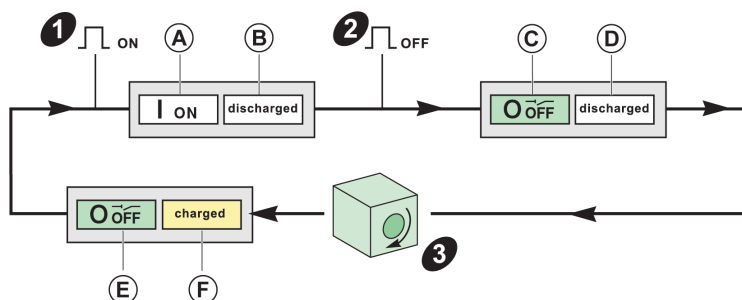 1 ON A B 2 OFF C D
I ON discharged O OFF discharged
O OFF charged
E F 3